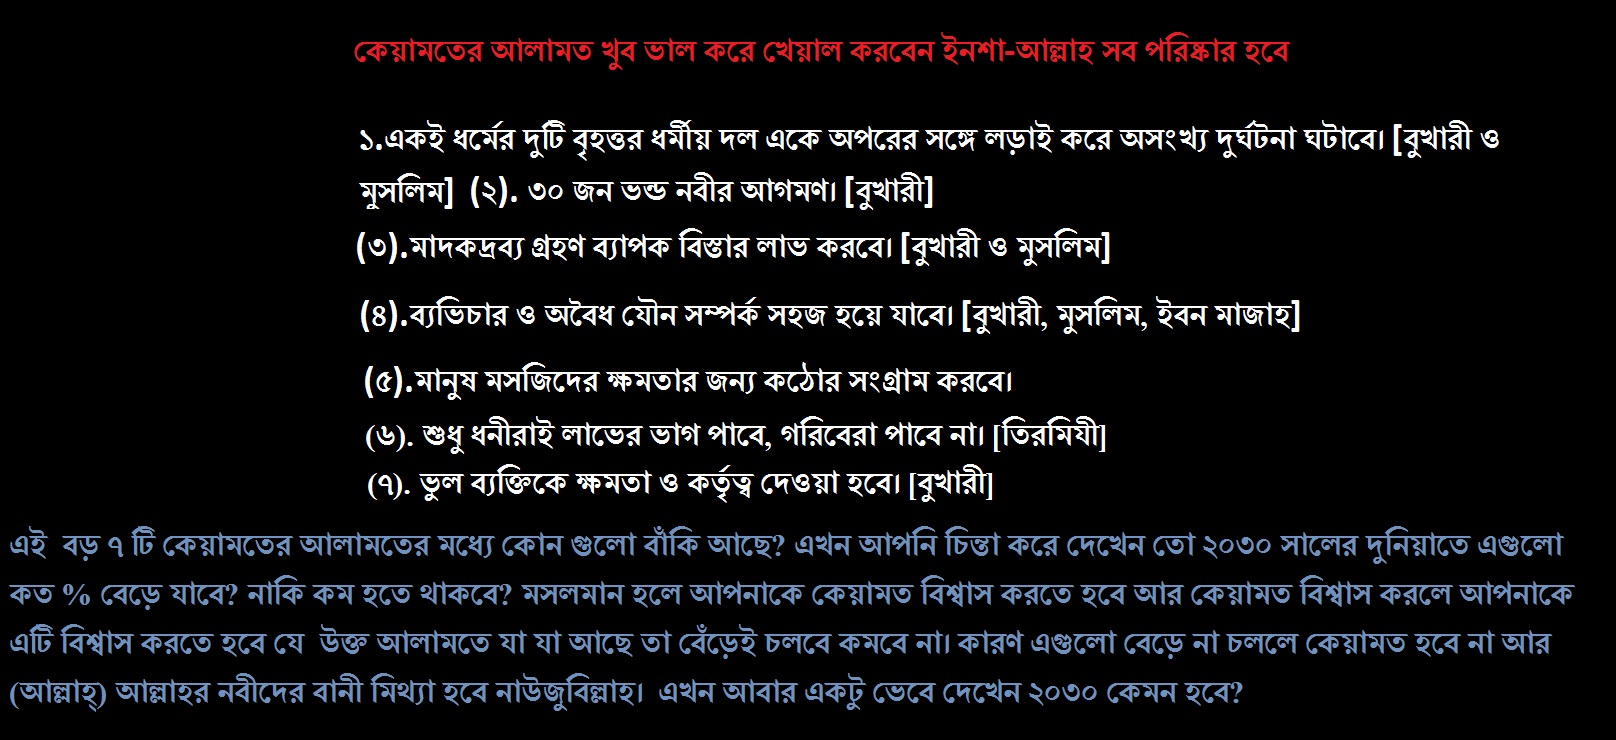 কেয়ামতের আলামত খুব ভাল করে খেয়াল করবেন ইনশা-আল্লাহ সব পরিষ্কার হবে
১.একই ধর্মের দুটি বৃহত্তর ধর্মীয় দল একে অপরের সঙ্গে লড়াই করে অসংখ্য দুর্ঘটনা ঘটাবে। [বুখারী ও
মুসলিম] (২). ৩০ জন ভন্ড নবীর আগমণ। [বুখারী]
(৩).মাদকদ্রব্য গ্রহণ ব্যাপক বিস্তার লাভ করবে। [বুখারী ও মুসলিম]
(৪).ব্যভিচার ও অবৈধ যৌন সম্পর্ক সহজ হয়ে যাবে। [বুখারী, মুসলিম, ইবন মাজাহ]
(৫).মানুষ মসজিদের ক্ষমতার জন্য কঠোর সংগ্রাম করবে।
(৬). শুধু ধনীরাই লাভের ভাগ পাবে, গরিবেরা পাবে না। [তিরমিযী]
(৭). ভুল ব্যক্তিকে ক্ষমতা ও কর্তৃত্ব দেওয়া হবে। [বুখারী]
এই বড় ৭ টি কেয়ামতের আলামতের মধ্যে কোন গুলো বাঁকি আছে? এখন আপনি চিন্তা করে দেখেন তো ২০৩০ সালের দুনিয়াতে এগুলো
কত % বেড়ে যাবে? নাকি কম হতে থাকবে? মসলমান হলে আপনাকে কেয়ামত বিশ্বাস করতে হবে আর কেয়ামত বিশ্বাস করলে আপনাকে
এটি বিশ্বাস করতে হবে যে উক্ত আলামতে যা যা আছে তা বেঁড়েই চলবে কমবে না। কারণ এগুলো বেড়ে না চললে কেয়ামত হবে না আর
(আল্লাহ্) আল্লাহর নবীদের বানী মিথ্যা হবে নাউজুবিল্লাহ। এখন আবার একটু ভেবে দেখেন ২০৩০ কেমন হবে?